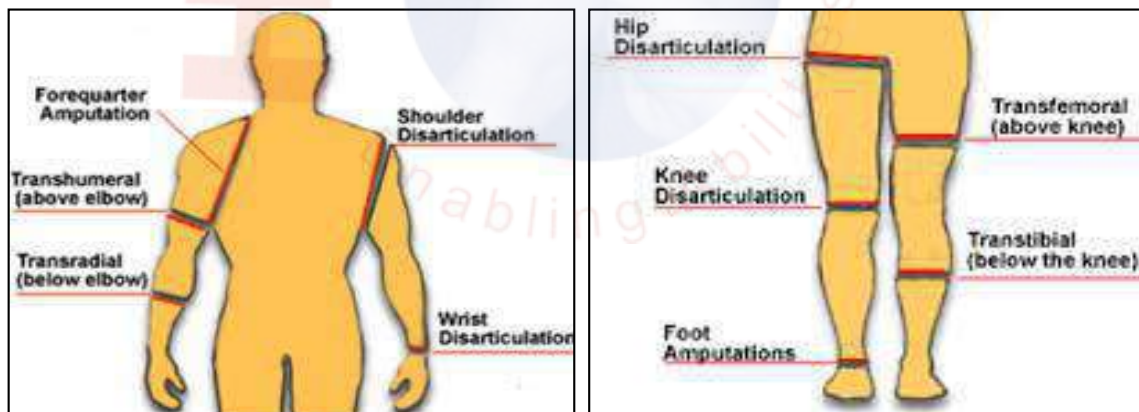 Forequarter
Amputation
Shoulder
Disarticulation
Transhumeral
(above elbow)
Transradial
(below elbow)
Wrist
Disarticulation
Hip
Disarticulation
Transfemoral
(above knee)
Knee
Disarticulation
Transtibial
(below the knee)
Foot
Amputations